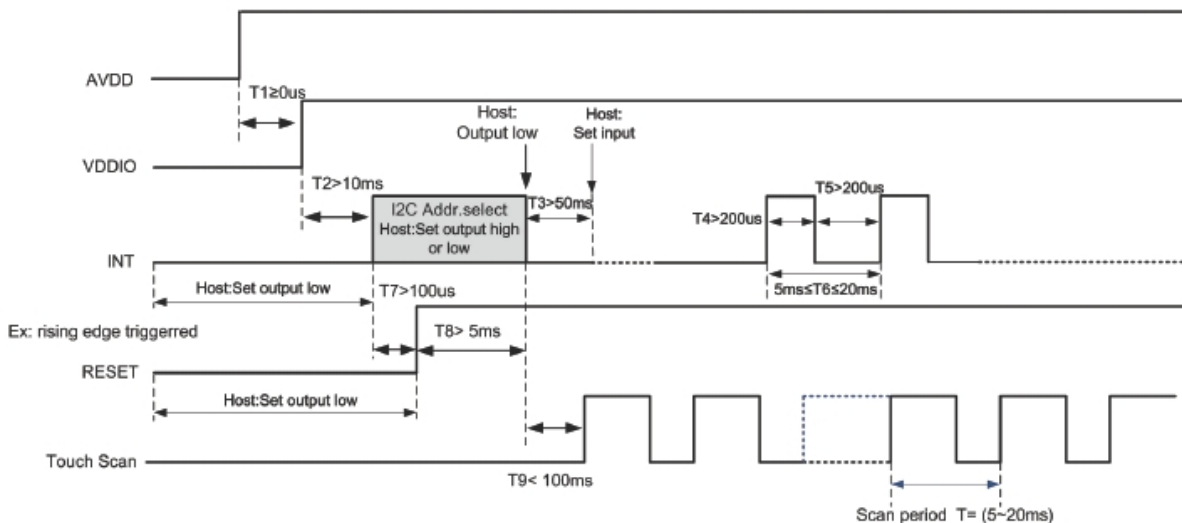 AVDD
T1≥0us
Host:
Output low
Host:
Set input
VDDIO
T2>10ms
I2C Addr.select
Host:Set output high
or low
T3>50ms
T5>200us
T4>200us
INT
Host:Set output low
T7>100us
5ms≤T6≤20ms
Ex: rising edge triggerred
T8> 5ms
RESET
Host:Set output low
Touch Scan
T9< 100ms
Scan period T= (5~20ms)